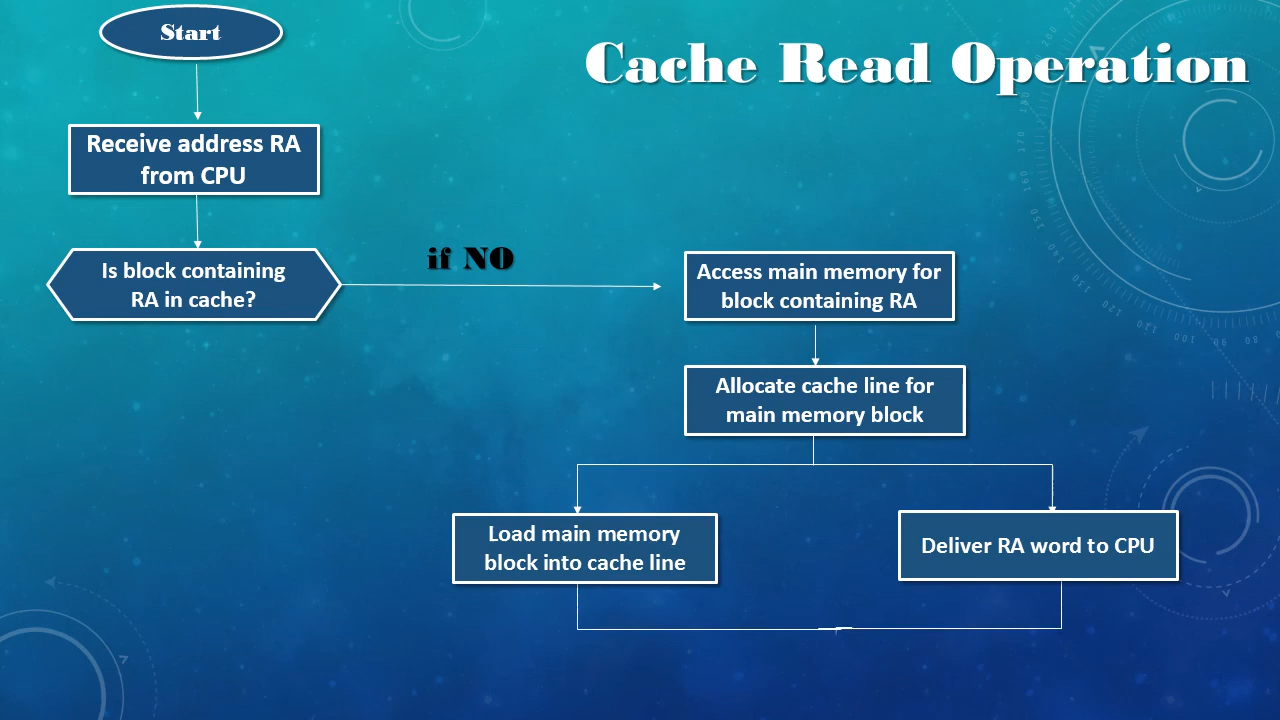 Start
Cache Read Operation
Receive address RA
from CPU
Is block containing
RA in cache?
if NO
Access main memory for
block containing RA
Allocate cache line for
main memory block
Load main memory
block into cache line
Deliver RA word to CPU